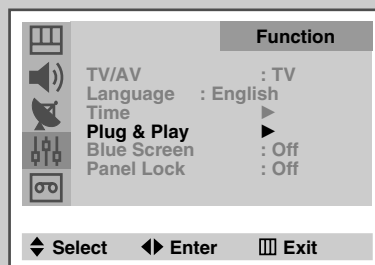 Function
TV/AV : TV
Language : English
Time ►
Plug & Play ►
Blue Screen : Off
Panel Lock : Off
Select Enter Exit